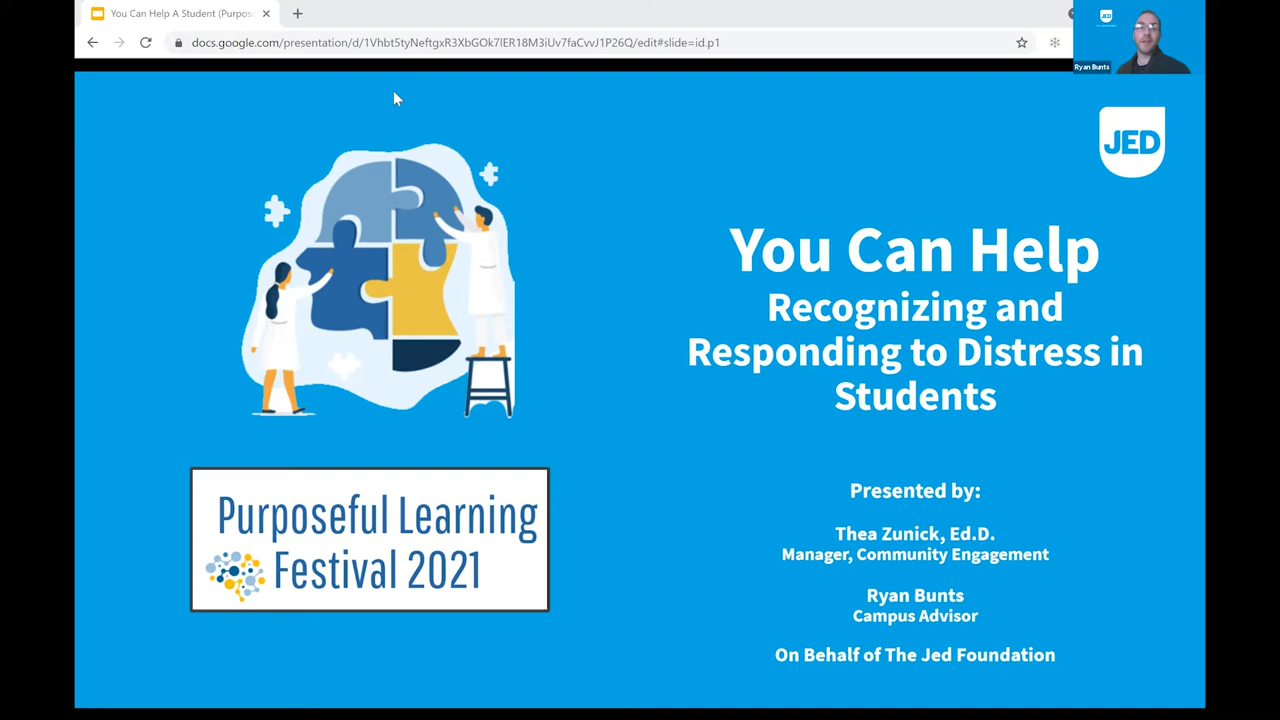 You Can Help A Student (Purpos
docs.google.com/presentation/d/1Vhbt5tyNeftgxR3XbGOk7lER18M3iUv7faCvvJ1P26Q/edit#slide=id.p1
JED
Ryan Bunts
JED
You Can Help
Recognizing and
Responding to Distress in
Students
Purposeful Learning
Festival 2021
Presented by:
Thea Zunick, Ed.D.
Manager, Community Engagement
Ryan Bunts
Campus Advisor
On Behalf of The Jed Foundation